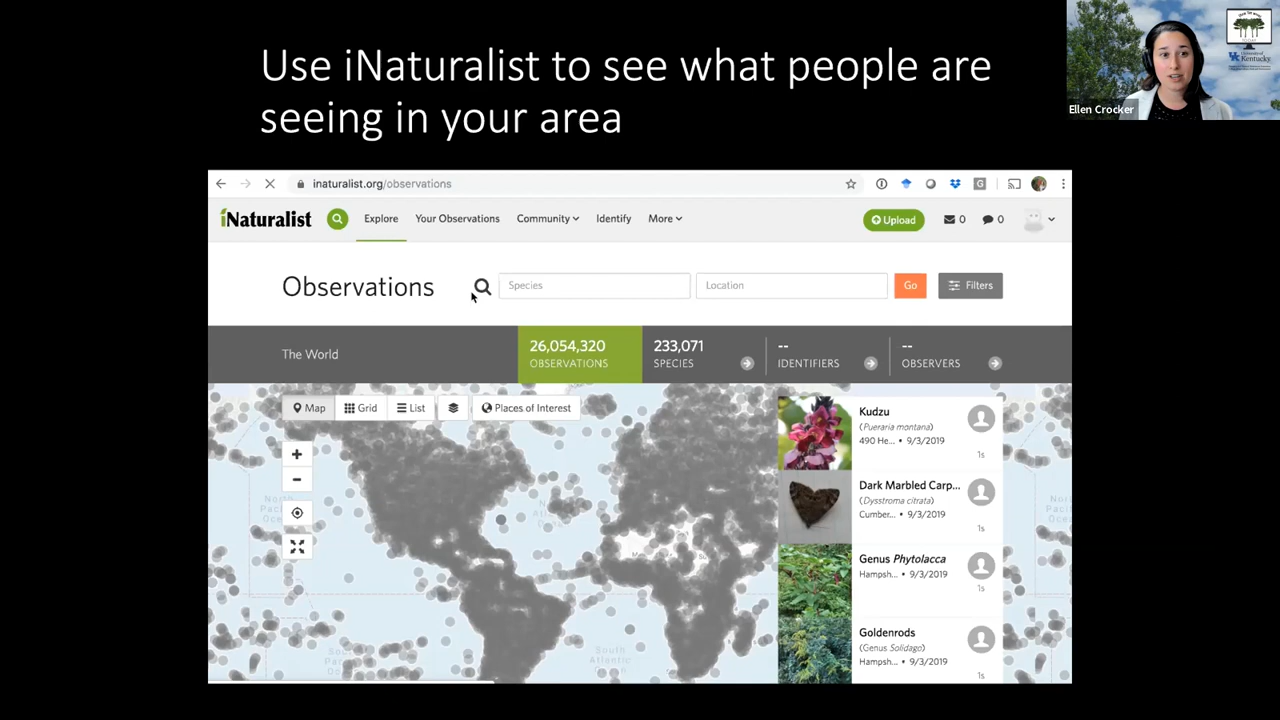 Use iNaturalist to see what people are
seeing in your area
Ellen Crocker
inaturalist.org/observations
iNaturalist
Explore
Your Observations
Community
Identify
More
Upload
0
0
Observations
Species
Location
Go
Filters
The World
26,054,320
OBSERVATIONS
233,071
SPECIES
--
IDENTIFIERS
--
OBSERVERS
Map
Grid
List
Places of Interest
Kudzu
(Pueraria montana)
490 He... • 9/3/2019
1s
Dark Marbled Carp...
(Dysstroma citrata)
Cumber... • 9/3/2019
1s
Genus Phytolacca
Hampsh... • 9/3/2019
1s
Goldenrods
(Genus Solidago)
Hampsh... • 9/3/2019
1s